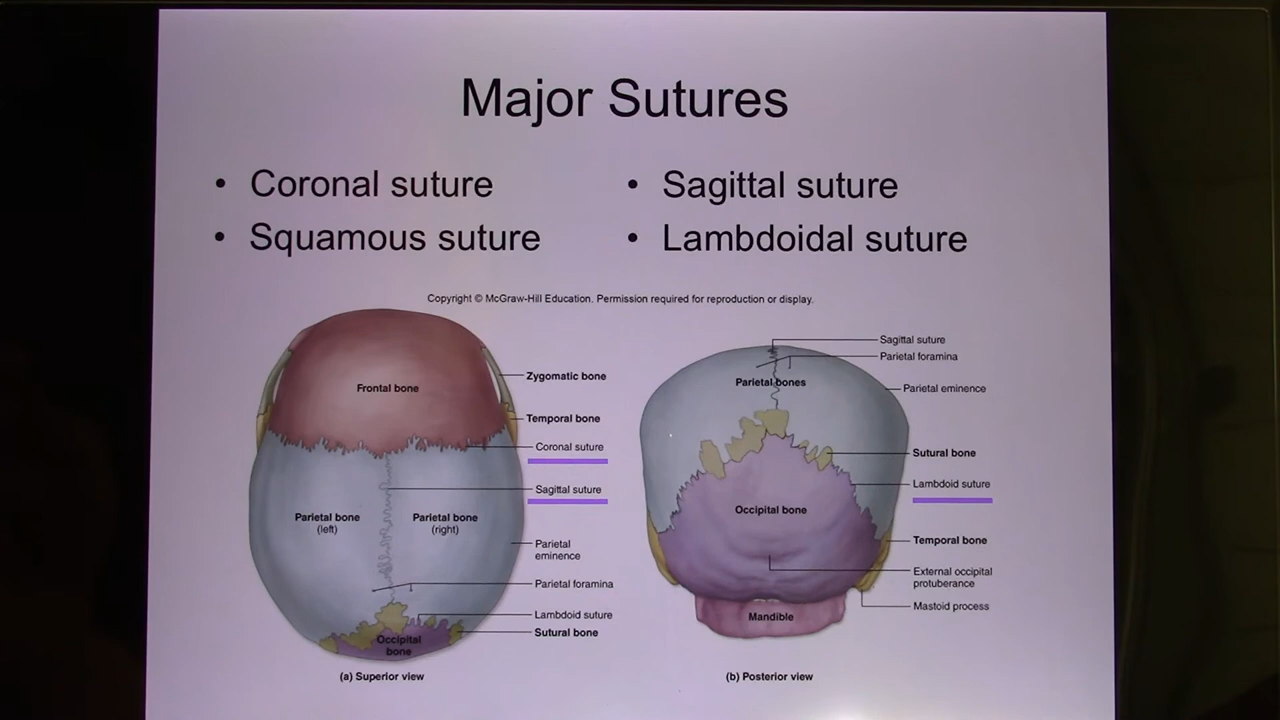 Major Sutures
• Coronal suture
• Squamous suture
• Sagittal suture
• Lambdoidal suture
Copyright © McGraw-Hill Education. Permission required for reproduction or display.
Frontal bone
Zygomatic bone
Temporal bone
Coronal suture
Sagittal suture
Parietal bone
(left)
Parietal bone
(right)
Parietal
eminence
Parietal foramina
Lambdoid suture
Sutural bone
Occipital
bone
(a) Superior view
Sagittal suture
Parietal foramina
Parietal bones
Parietal eminence
Sutural bone
Lambdoid suture
Occipital bone
Temporal bone
External occipital
protuberance
Mastoid process
Mandible
(b) Posterior view